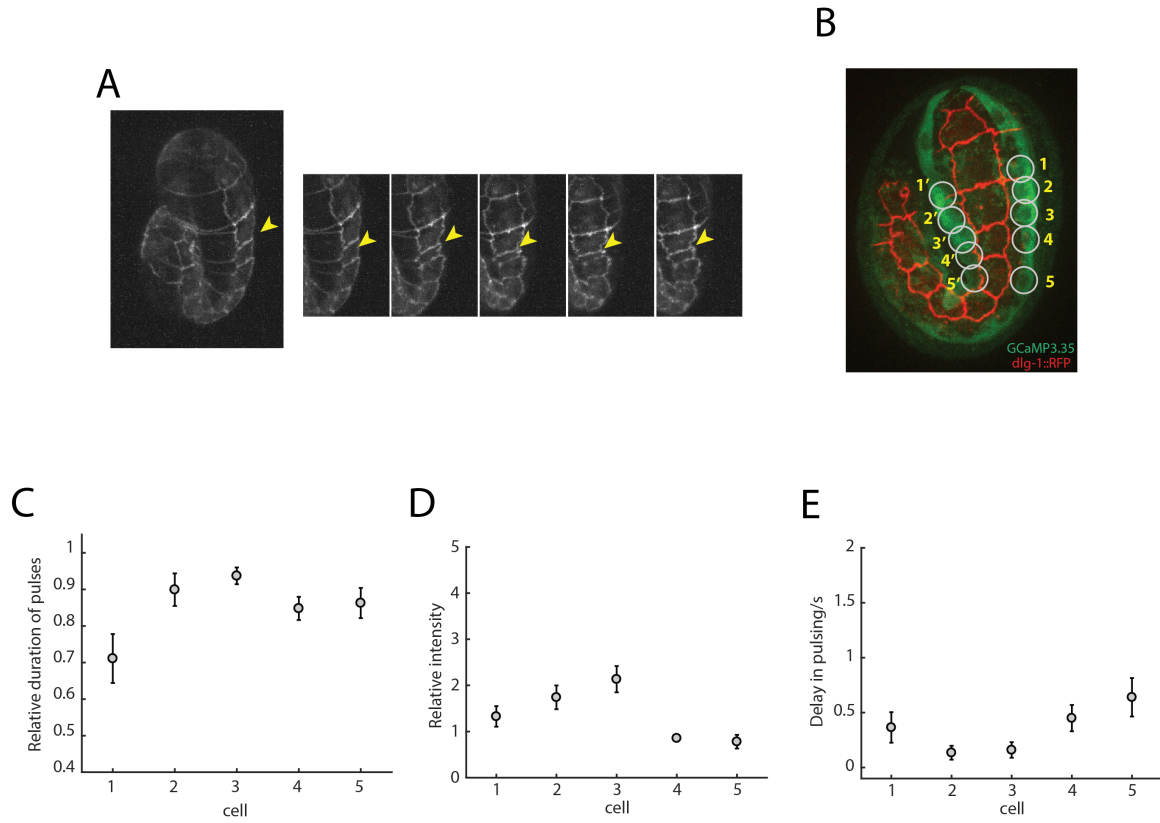 A
B
1
2
3
4
5
1′
2′
3′
4′
5′
GCaMP3.35
dlg-1::RFP
C
Relative duration of pulses
1
0.9
0.8
0.7
0.6
0.5
0.4
1 2 3 4 5
cell
D
Relative intensity
5
4
3
2
1
0
1 2 3 4 5
cell
E
Delay in pulsing/s
2
1.5
1
0.5
0
1 2 3 4 5
cell